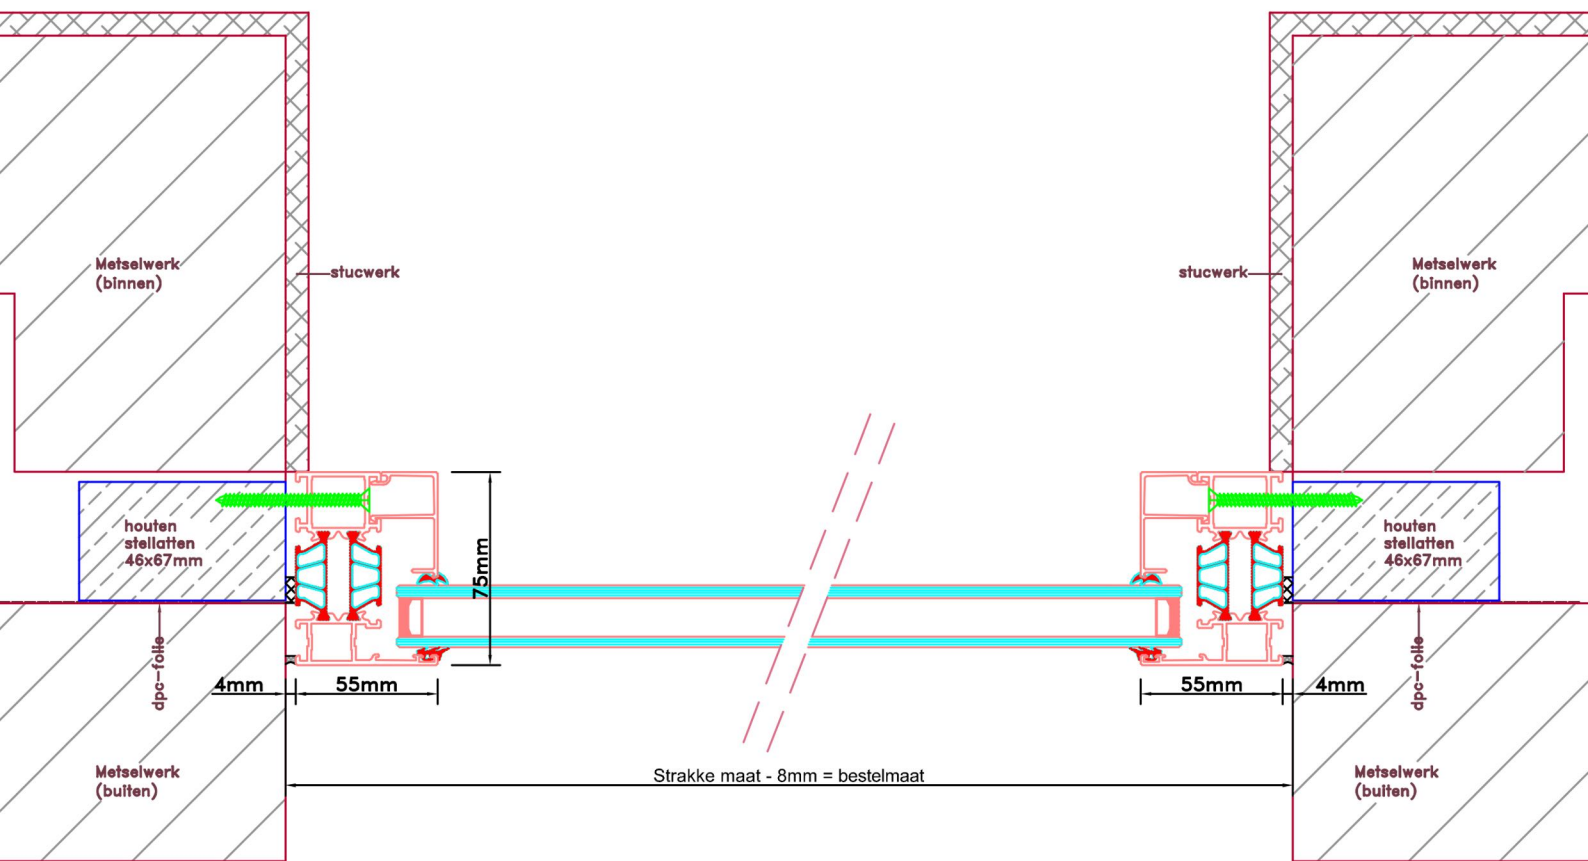 Metselwerk
(binnen)
stucwerk
stucwerk
Metselwerk
(binnen)
houten
stellatten
46x67mm
75mm
houten
stellatten
46x67mm
dpc-folie
4mm
55mm
55mm
4mm
dpc-folie
Metselwerk
(buiten)
Strakke maat - 8mm = bestelmaat
Metselwerk
(buiten)